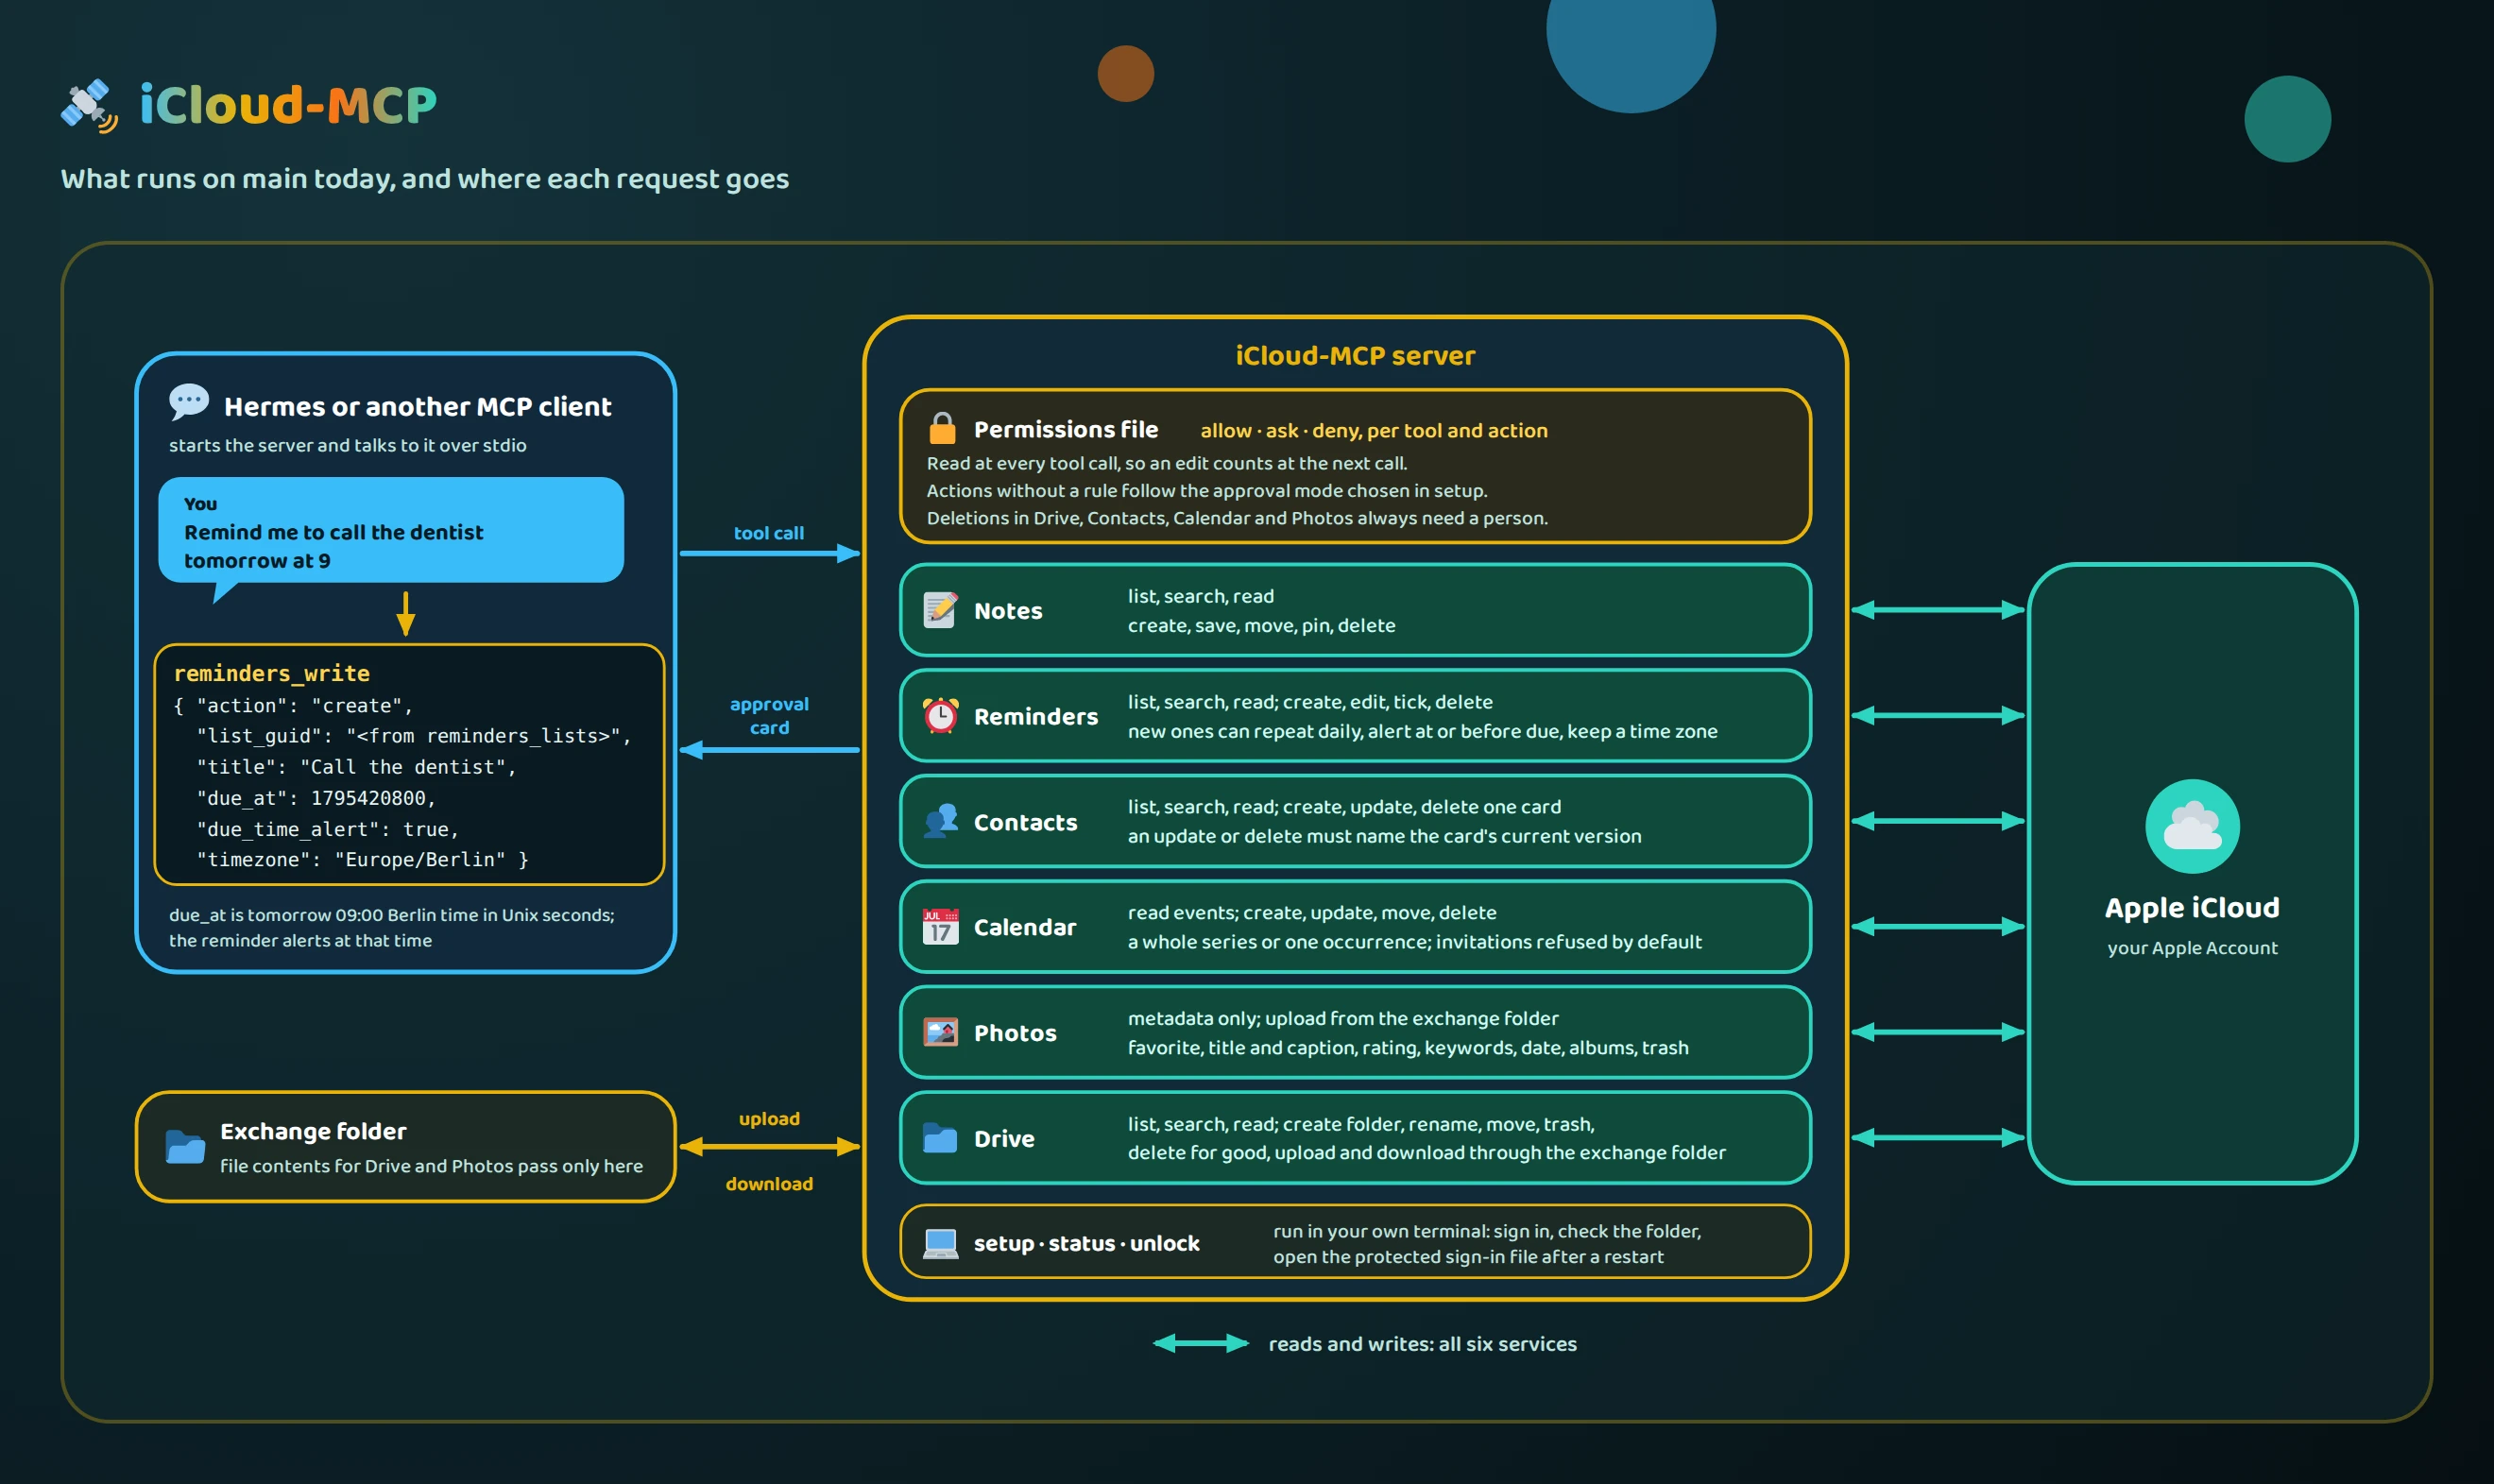 iCloud-MCP
What runs on main today, and where each request goes
Hermes or another MCP client
starts the server and talks to it over stdio
You
Remind me to call the dentist
tomorrow at 9
reminders_write
{ "action": "create",
"list_guid": "<from reminders_lists>",
"title": "Call the dentist",
"due_at": 1795420800,
"due_time_alert": true,
"timezone": "Europe/Berlin" }
due_at is tomorrow 09:00 Berlin time in Unix seconds;
the reminder alerts at that time
Exchange folder
file contents for Drive and Photos pass only here
tool call
approval
card
upload
download
iCloud-MCP server
Permissions file allow · ask · deny, per tool and action
Read at every tool call, so an edit counts at the next call.
Actions without a rule follow the approval mode chosen in setup.
Deletions in Drive, Contacts, Calendar and Photos always need a person.
Notes
list, search, read
create, save, move, pin, delete
Reminders
list, search, read; create, edit, tick, delete
new ones can repeat daily, alert at or before due, keep a time zone
Contacts
list, search, read; create, update, delete one card
an update or delete must name the card's current version
JUL
17
Calendar
read events; create, update, move, delete
a whole series or one occurrence; invitations refused by default
Photos
metadata only; upload from the exchange folder
favorite, title and caption, rating, keywords, date, albums, trash
Drive
list, search, read; create folder, rename, move, trash,
delete for good, upload and download through the exchange folder
setup · status · unlock
run in your own terminal: sign in, check the folder,
open the protected sign-in file after a restart
Apple iCloud
your Apple Account
reads and writes: all six services